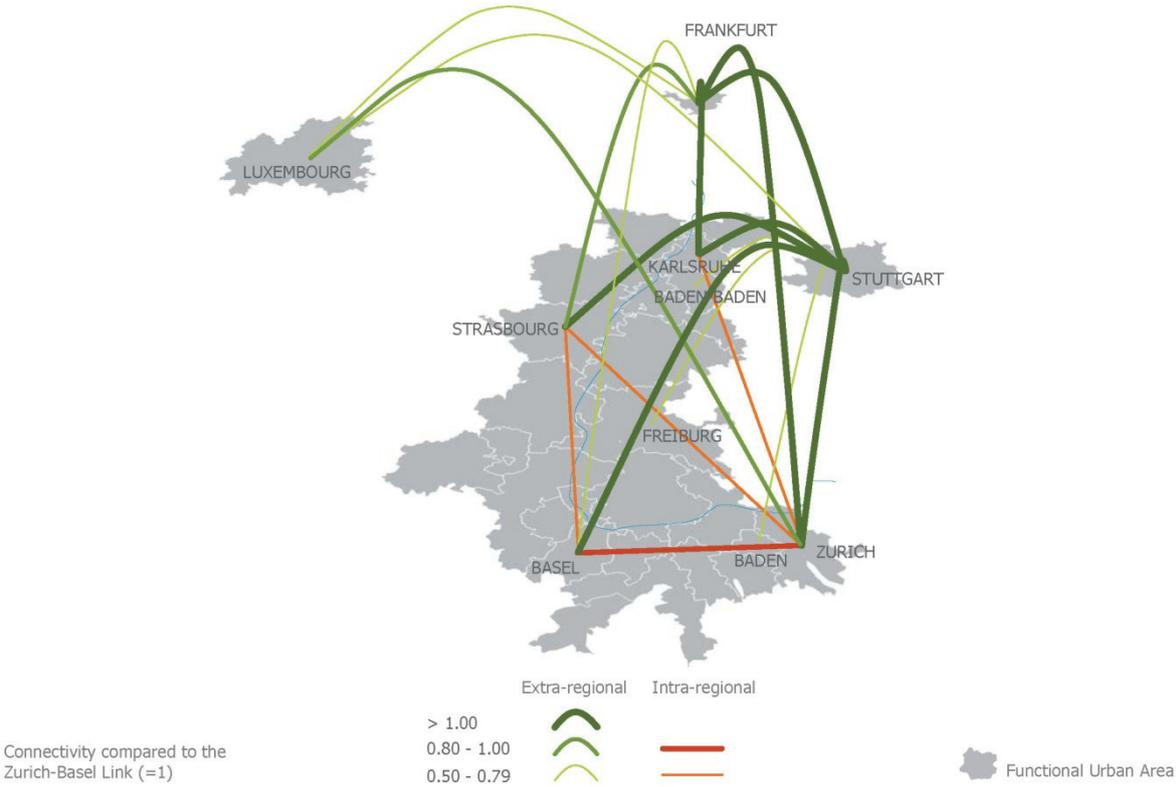 FRANKFURT
LUXEMBOURG
KARLSRUHE
STUTTGART
BADEN BADEN
STRASBOURG
FREIBURG
ZURICH
BADEN
BASEL
Extra-regional Intra-regional
> 1.00
0.80 - 1.00
0.50 - 0.79
Connectivity compared to the
Zurich-Basel Link (=1)
Functional Urban Area